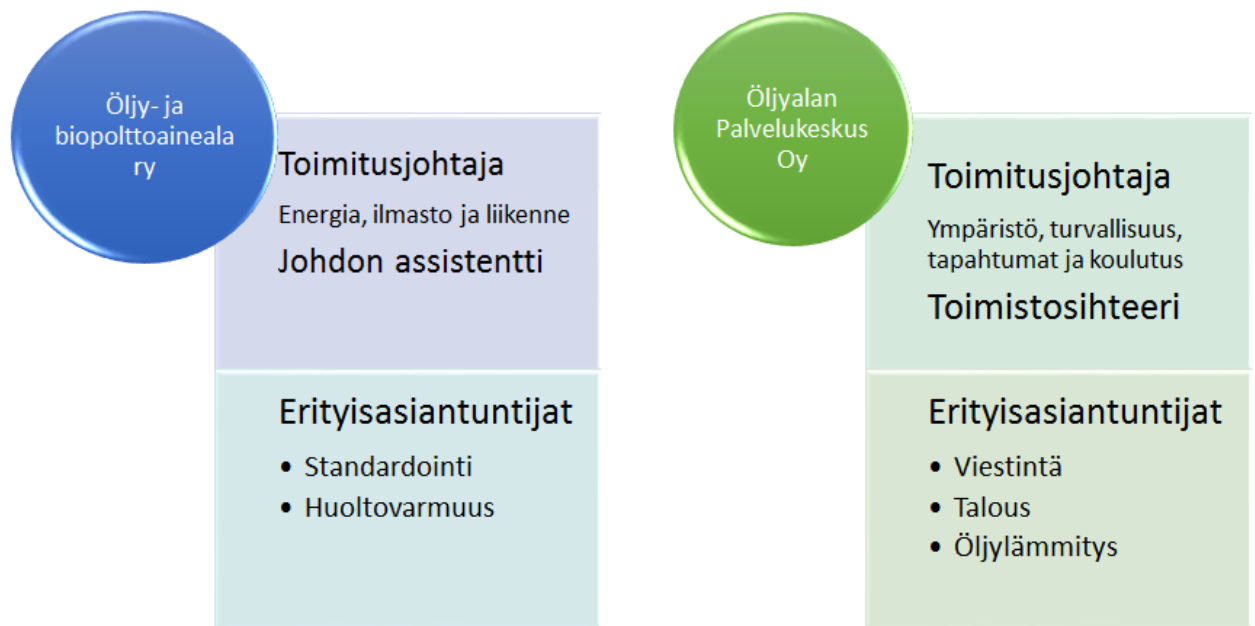 Öljy- ja
biopolttoaineala
ry
Toimitusjohtaja
Energia, ilmasto ja liikenne
Johdon assistentti
Erityisasiantuntijat
• Standardointi
• Huoltovarmuus
Öljyalan
Palvelukeskus
Oy
Toimitusjohtaja
Ympäristö, turvallisuus,
tapahtumat ja koulutus
Toimistosihteeri
Erityisasiantuntijat
• Viestintä
• Talous
• Öljylämmitys